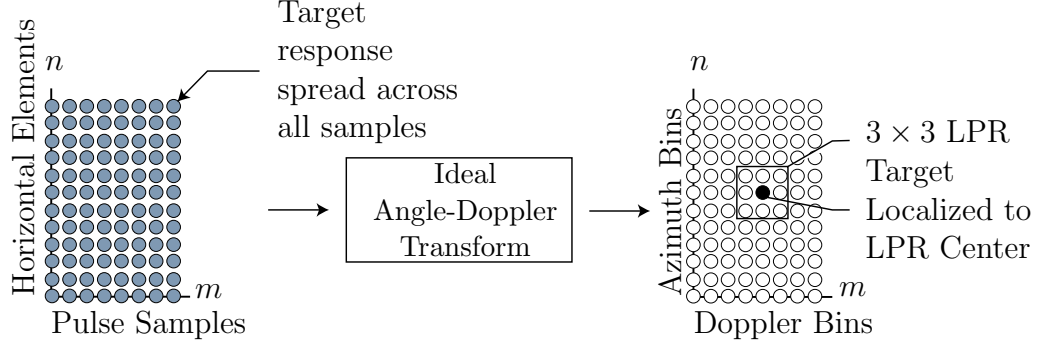 Horizontal Elements
n
m
Pulse Samples
Target
response
spread across
all samples
Ideal
Angle-Doppler
Transform
Azimuth Bins
n
m
Doppler Bins
3 × 3 LPR
Target
Localized to
LPR Center